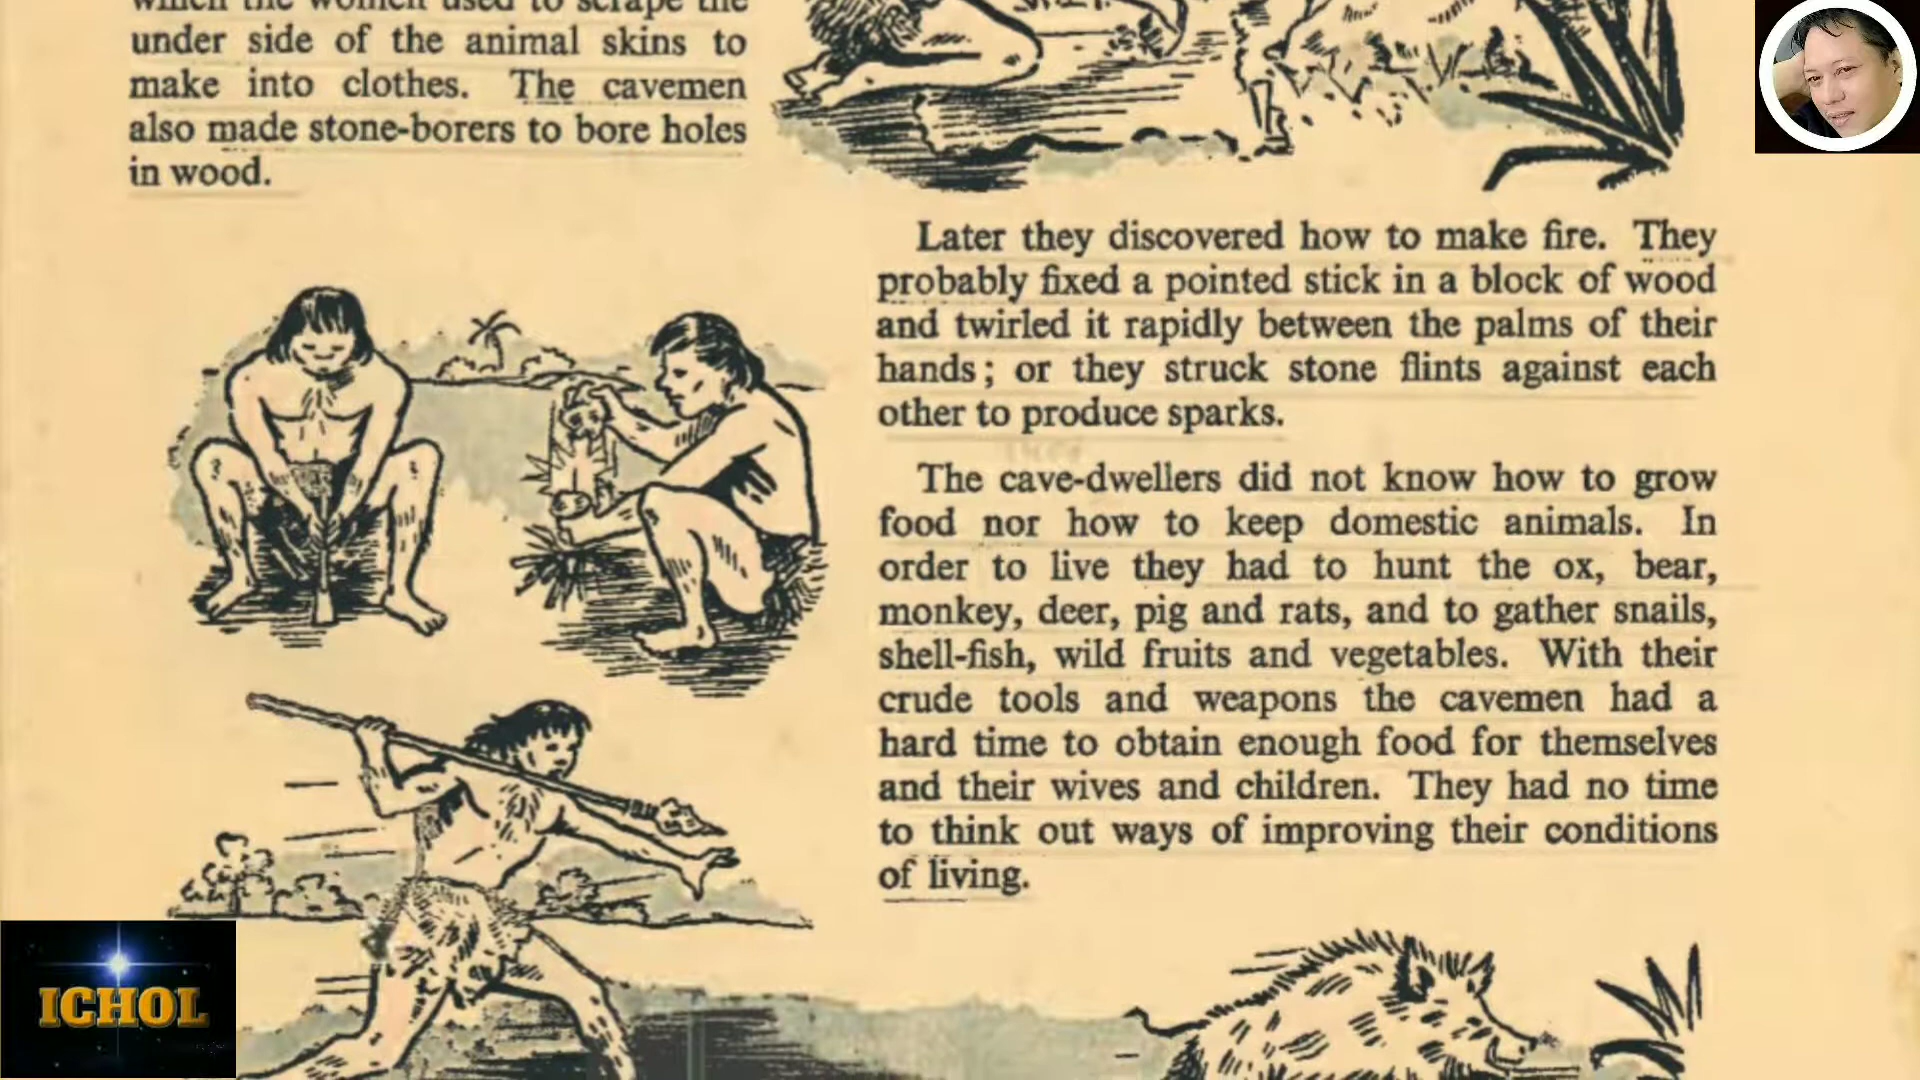 which the women used to scrape the
under side of the animal skins to
make into clothes. The cavemen
also made stone-borers to bore holes
in wood.
Later they discovered how to make fire. They
probably fixed a pointed stick in a block of wood
and twirled it rapidly between the palms of their
hands; or they struck stone flints against each
other to produce sparks.
The cave-dwellers did not know how to grow
food nor how to keep domestic animals. In
order to live they had to hunt the ox, bear,
monkey, deer, pig and rats, and to gather snails,
shell-fish, wild fruits and vegetables. With their
crude tools and weapons the cavemen had a
hard time to obtain enough food for themselves
and their wives and children. They had no time
to think out ways of improving their conditions
of living.
ICHOL